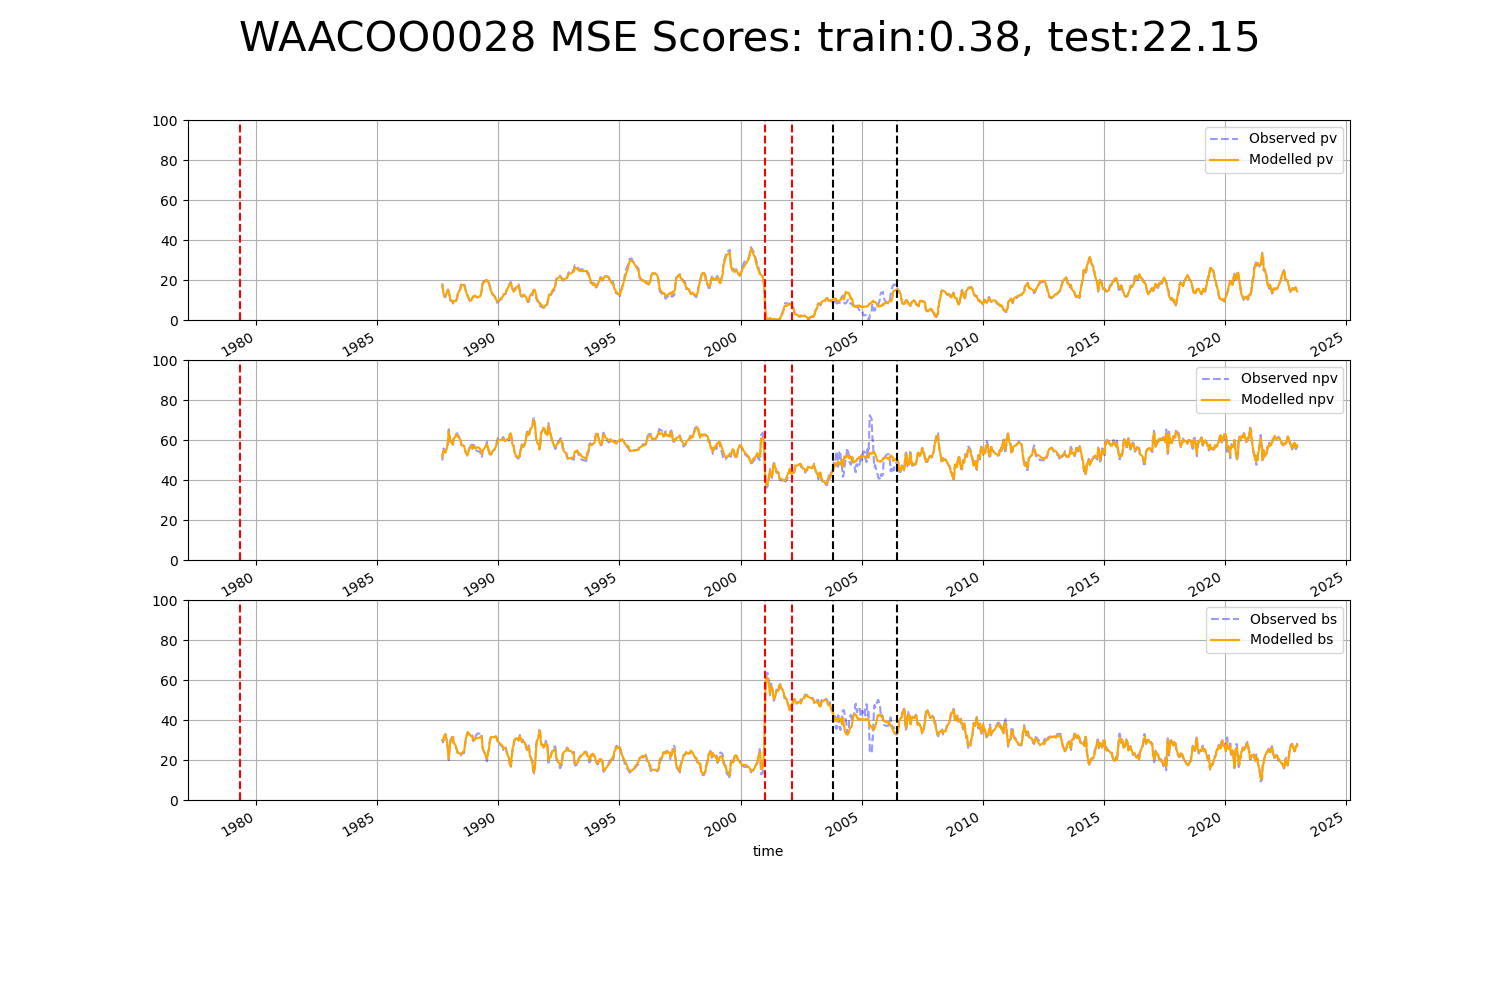 WAACOO0028 MSE Scores: train:0.38, test:22.15
100
80
60
40
20
0
Observed pv
Modelled pv
1980 1985 1990 1995 2000 2005 2010 2015 2020 2025
100
80
60
40
20
0
Observed npv
Modelled npv
1980 1985 1990 1995 2000 2005 2010 2015 2020 2025
100
80
60
40
20
0
Observed bs
Modelled bs
1980 1985 1990 1995 2000 2005 2010 2015 2020 2025
time